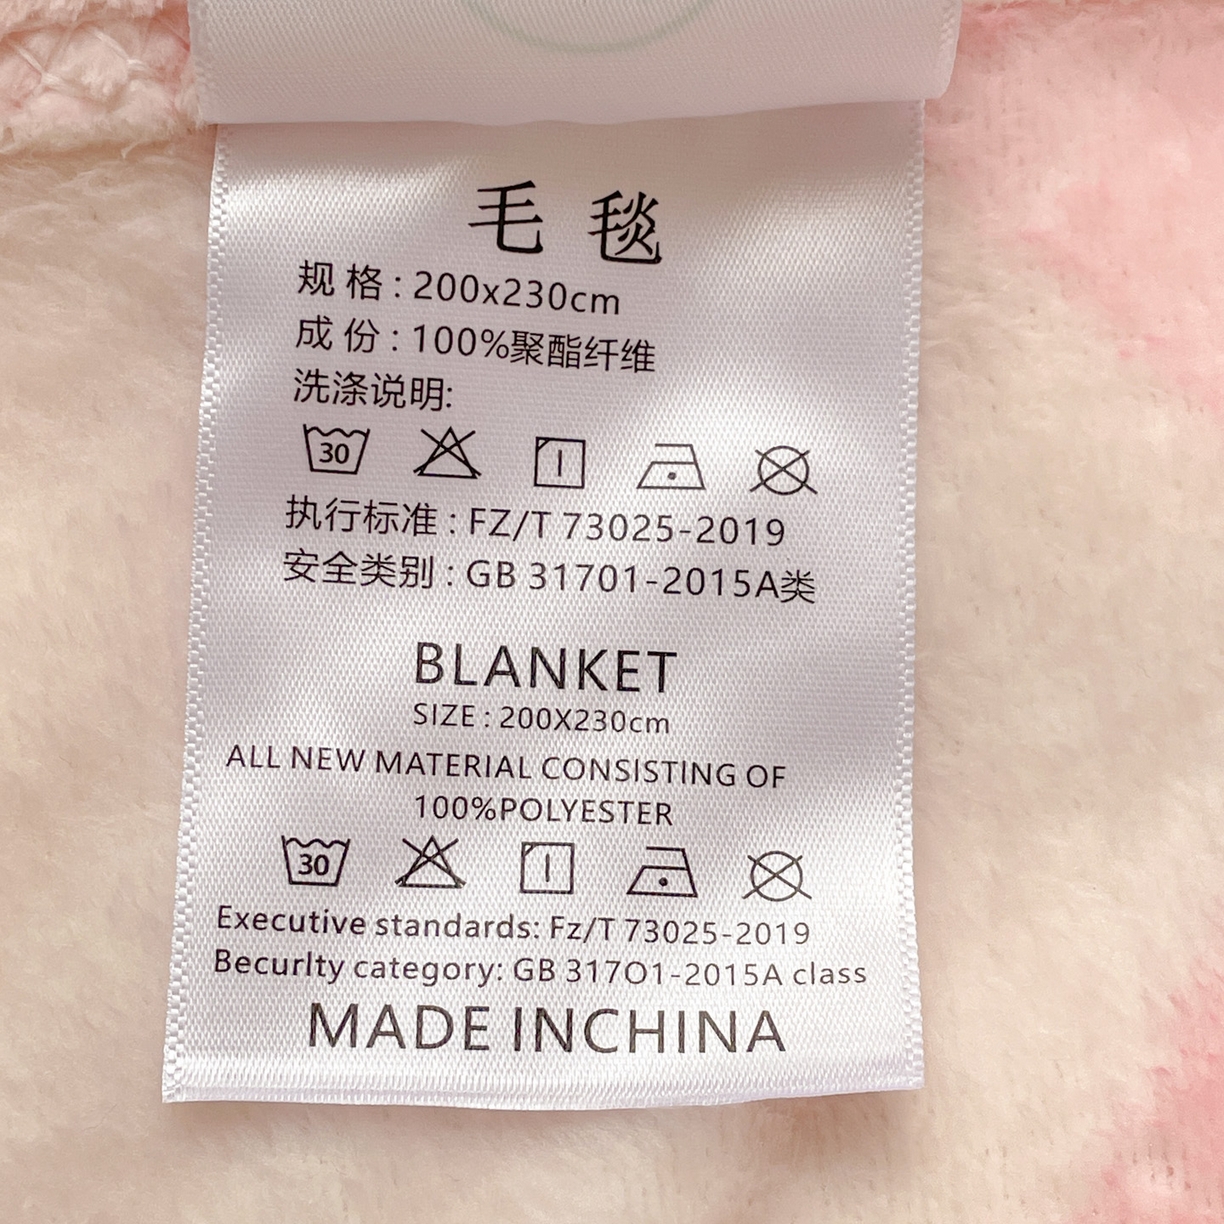 毛 毯
规 格 : 200x230cm
成 份 : 100%聚酯纤维
洗涤说明:
30
执行标准 : FZ/T 73025-2019
安全类别 : GB 31701-2015A类
BLANKET
SIZE : 200X230cm
ALL NEW MATERIAL CONSISTING OF
100%POLYESTER
30
Executive standards: Fz/T 73025-2019
Becurlty category: GB 317O1-2015A class
MADE INCHINA